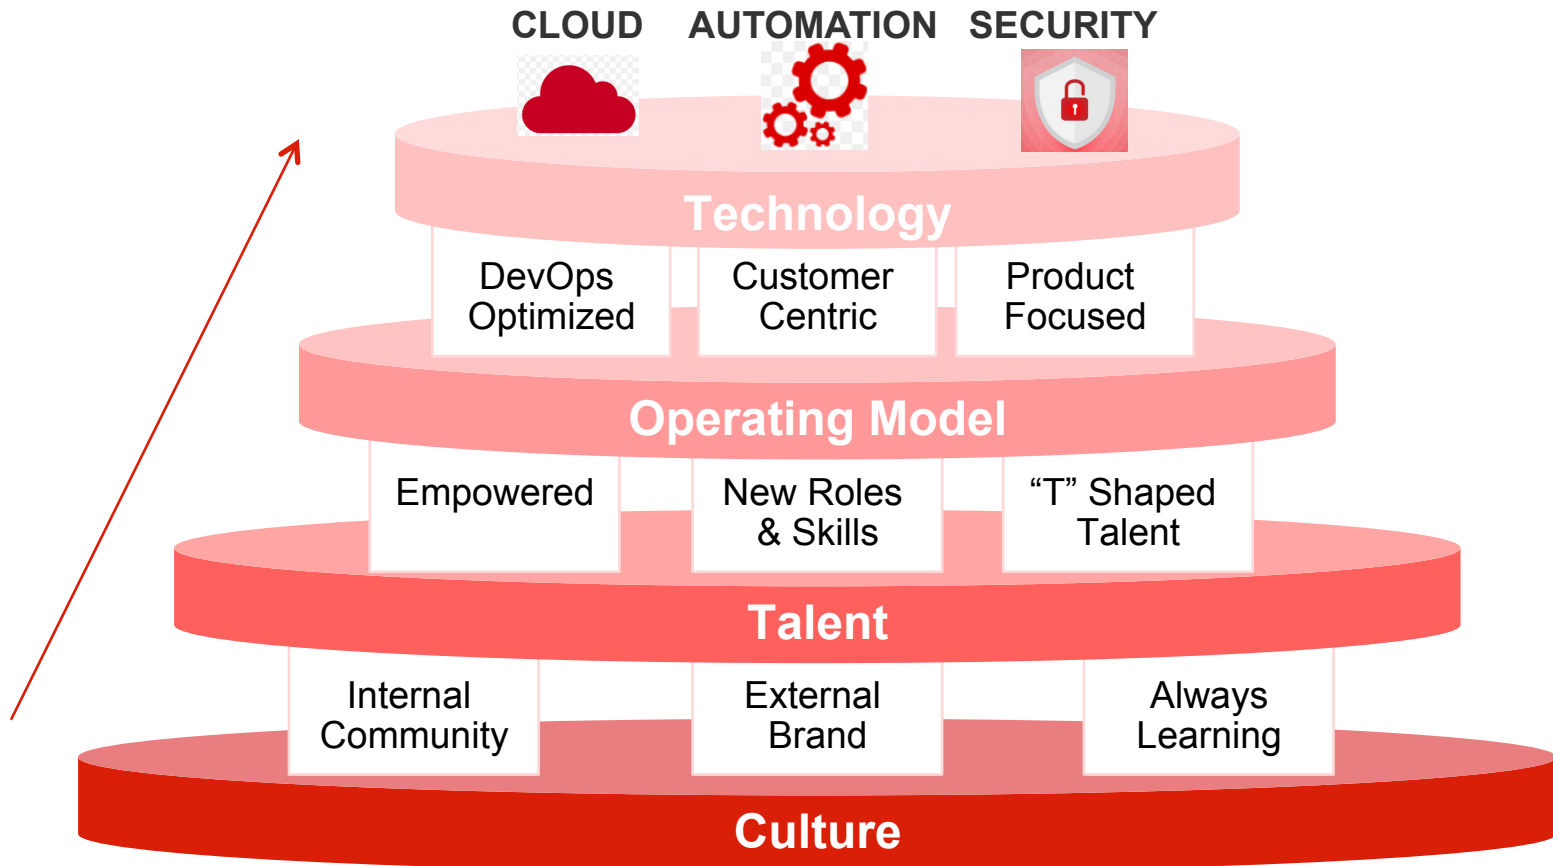 CLOUD AUTOMATION SECURITY
Technology
DevOps
Optimized
Customer
Centric
Product
Focused
Operating Model
Empowered
New Roles
& Skills
“T” Shaped
Talent
Talent
Internal
Community
External
Brand
Always
Learning
Culture